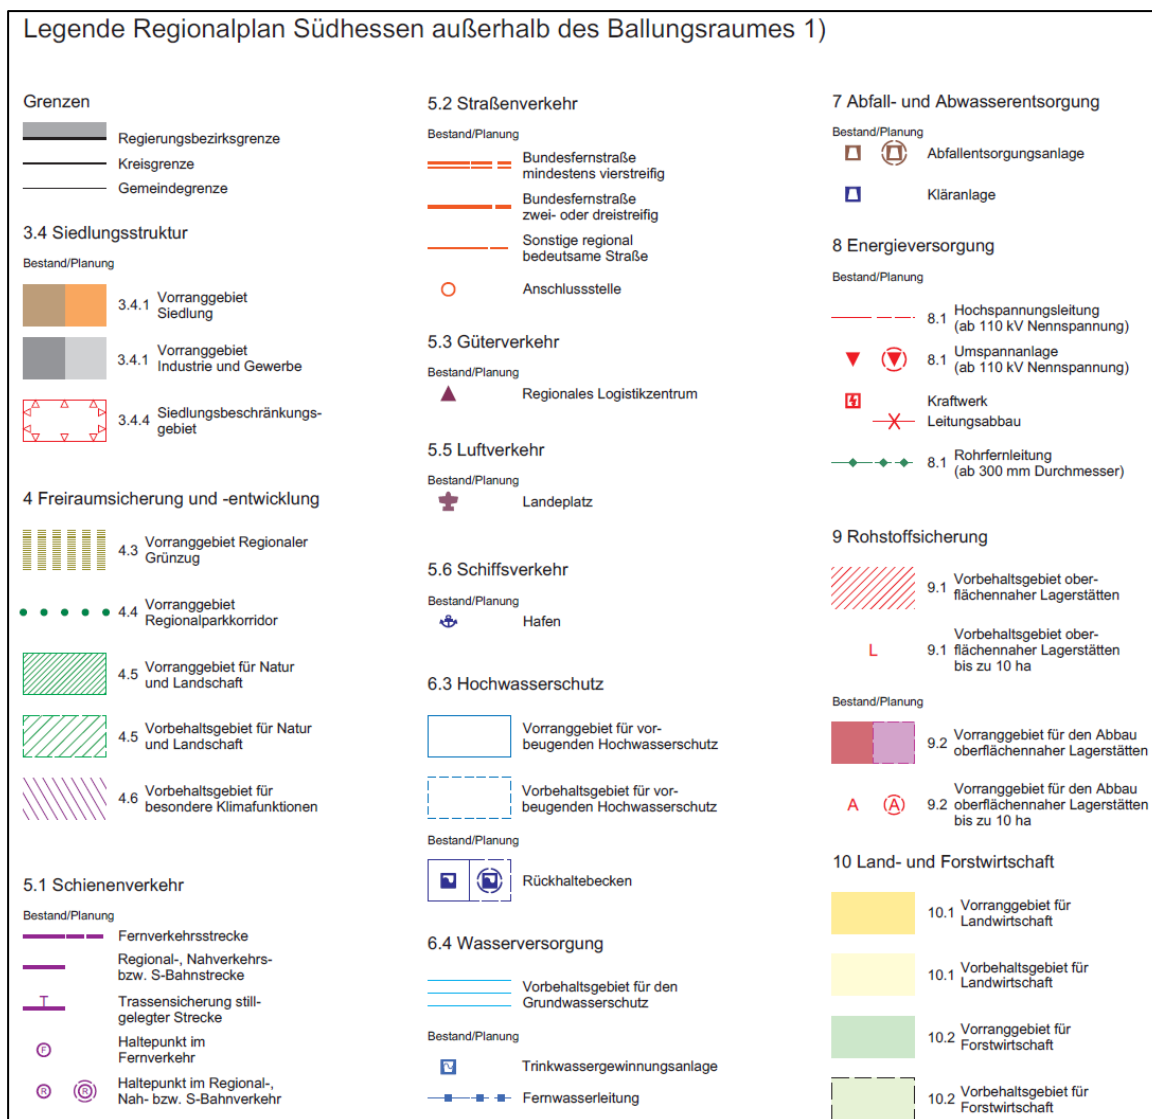 Legende Regionalplan Südhessen außerhalb des Ballungsraumes 1)
Grenzen
Regierungsbezirksgrenze
Kreisgrenze
Gemeindegrenze
3.4 Siedlungsstruktur
Bestand/Planung
3.4.1 Vorranggebiet
Siedlung
3.4.1 Vorranggebiet
Industrie und Gewerbe
3.4.4 Siedlungsbeschränkungs-
gebiet
4 Freiraumsicherung und -entwicklung
4.3 Vorranggebiet Regionaler
Grünzug
4.4 Vorranggebiet
Regionalparkkorridor
4.5 Vorranggebiet für Natur
und Landschaft
4.5 Vorbehaltsgebiet für Natur
und Landschaft
4.6 Vorbehaltsgebiet für
besondere Klimafunktionen
5.1 Schienenverkehr
Bestand/Planung
Fernverkehrsstrecke
Regional-, Nahverkehrs-
bzw. S-Bahnstrecke
T
Trassensicherung still-
gelegter Strecke
F
Haltepunkt im
Fernverkehr
R R
Haltepunkt im Regional-,
Nah- bzw. S-Bahnverkehr
5.2 Straßenverkehr
Bestand/Planung
Bundesfernstraße
mindestens vierstreifig
Bundesfernstraße
zwei- oder dreistreifig
Sonstige regional
bedeutsame Straße
Anschlussstelle
5.3 Güterverkehr
Bestand/Planung
Regionales Logistikzentrum
5.5 Luftverkehr
Bestand/Planung
Landeplatz
5.6 Schiffsverkehr
Bestand/Planung
Hafen
6.3 Hochwasserschutz
Vorranggebiet für vor-
beugenden Hochwasserschutz
Vorbehaltsgebiet für vor-
beugenden Hochwasserschutz
Bestand/Planung
Rückhaltebecken
6.4 Wasserversorgung
Vorbehaltsgebiet für den
Grundwasserschutz
Bestand/Planung
Trinkwassergewinnungsanlage
Fernwasserleitung
7 Abfall- und Abwasserentsorgung
Bestand/Planung
Abfallentsorgungsanlage
Kläranlage
8 Energieversorgung
Bestand/Planung
8.1 Hochspannungsleitung
(ab 110 kV Nennspannung)
8.1 Umspannanlage
(ab 110 kV Nennspannung)
Kraftwerk
Leitungsabbau
8.1 Rohrfernleitung
(ab 300 mm Durchmesser)
9 Rohstoffsicherung
9.1 Vorbehaltsgebiet ober-
flächennaher Lagerstätten
L 9.1 Vorbehaltsgebiet ober-
flächennaher Lagerstätten
bis zu 10 ha
Bestand/Planung
9.2 Vorranggebiet für den Abbau
oberflächennaher Lagerstätten
A A 9.2 Vorranggebiet für den Abbau
oberflächennaher Lagerstätten
bis zu 10 ha
10 Land- und Forstwirtschaft
10.1 Vorranggebiet für
Landwirtschaft
10.1 Vorbehaltsgebiet für
Landwirtschaft
10.2 Vorranggebiet für
Forstwirtschaft
10.2 Vorbehaltsgebiet für
Forstwirtschaft